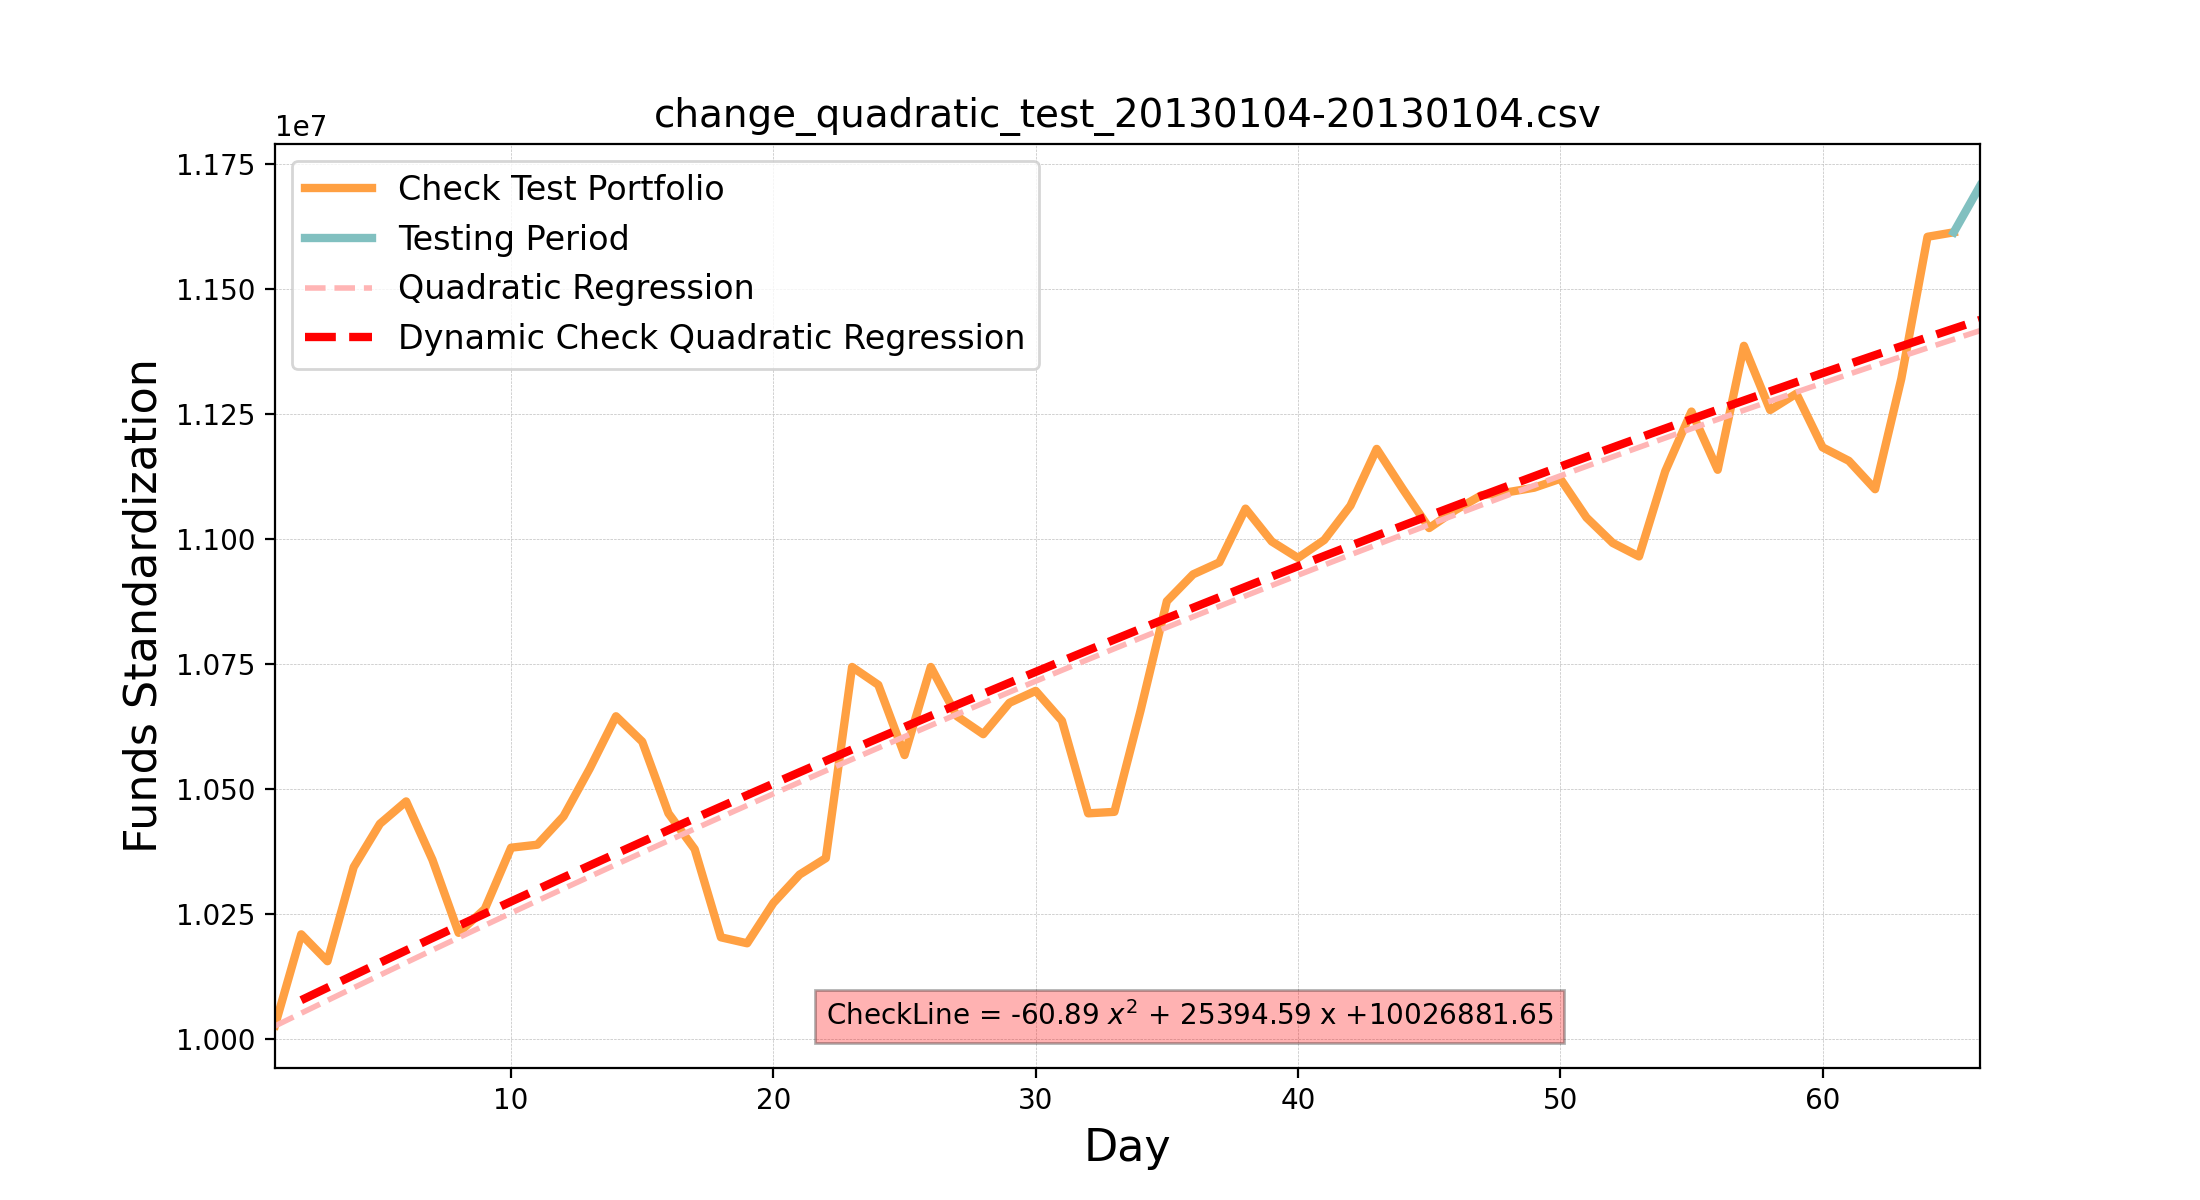 change_quadratic_test_20130104-20130104.csv
1e7
1.175
1.150
1.125
1.100
1.075
1.050
1.025
1.000
Funds Standardization
Check Test Portfolio
Testing Period
Quadratic Regression
Dynamic Check Quadratic Regression
CheckLine = -60.89 x² + 25394.59 x +10026881.65
10 20 30 40 50 60
Day